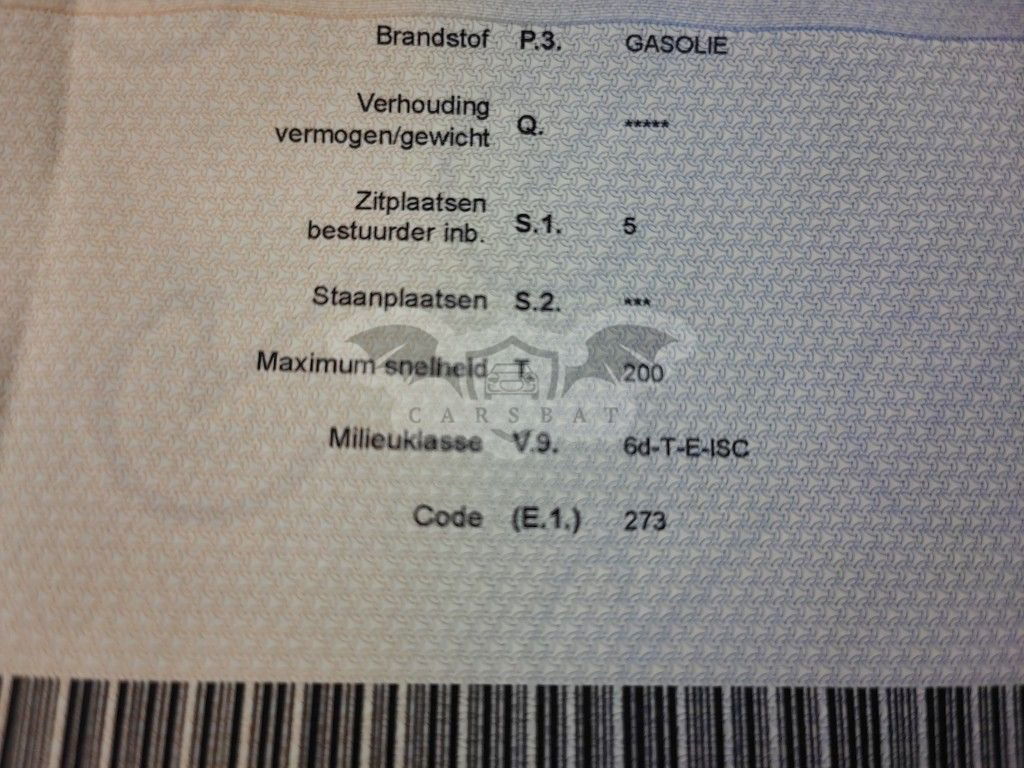 Brandstof P.3. GASOLIE
Verhouding
vermogen/gewicht Q. *****
Zitplaatsen
bestuurder inb. S.1. 5
Staanplaatsen S.2. ***
Maximum snelheid T. 200
CARSBAT
Milieuklasse V.9. 6d-T-E-ISC
Code (E.1.) 273